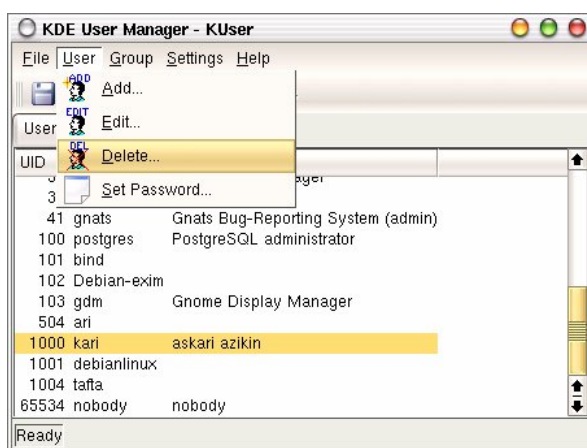 KDE User Manager - KUser
File User Group Settings Help
ADD Add...
EDIT Edit...
User
DEL Delete...
UID
Set Password...
3
41 gnats Gnats Bug-Reporting System (admin)
100 postgres PostgreSQL administrator
101 bind
102 Debian-exim
103 gdm Gnome Display Manager
504 ari
1000 kari askari azikin
1001 debianlinux
1004 tafta
65534 nobody nobody
Ready